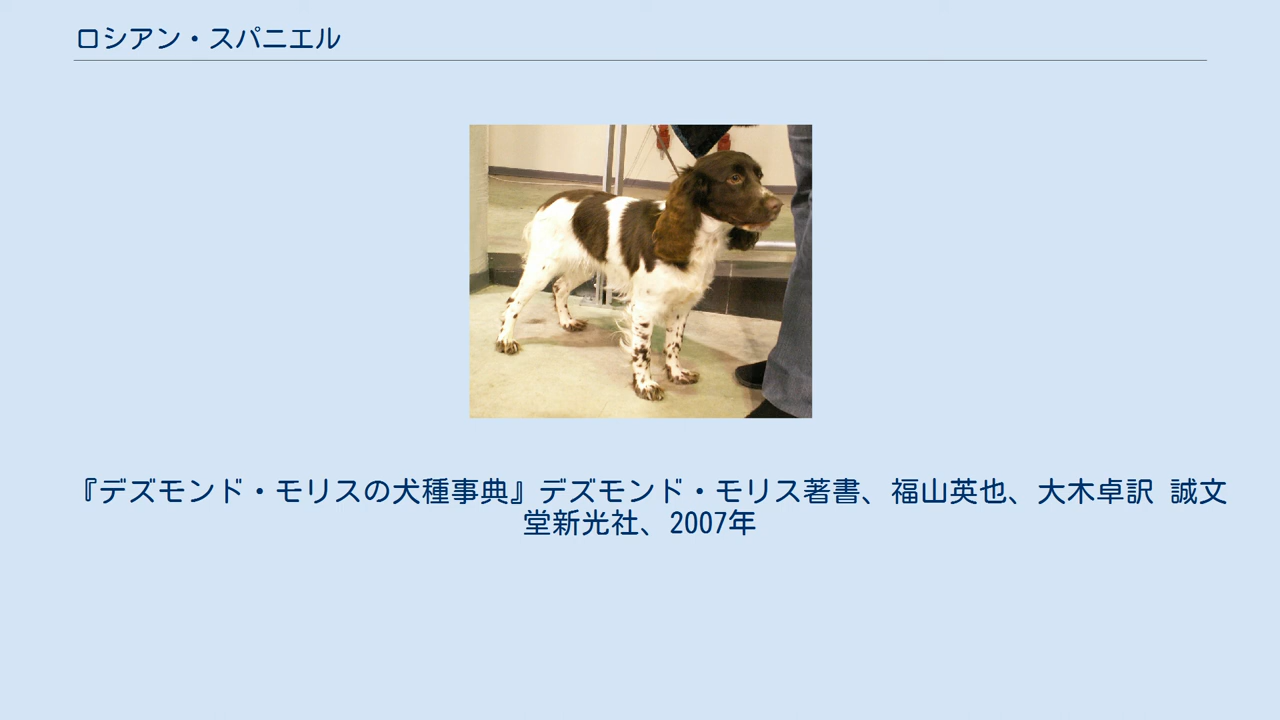 ロシアン・スパニエル
『デズモンド・モリスの犬種事典』デズモンド・モリス著書、福山英也、大木卓訳 誠文
堂新光社、2007年